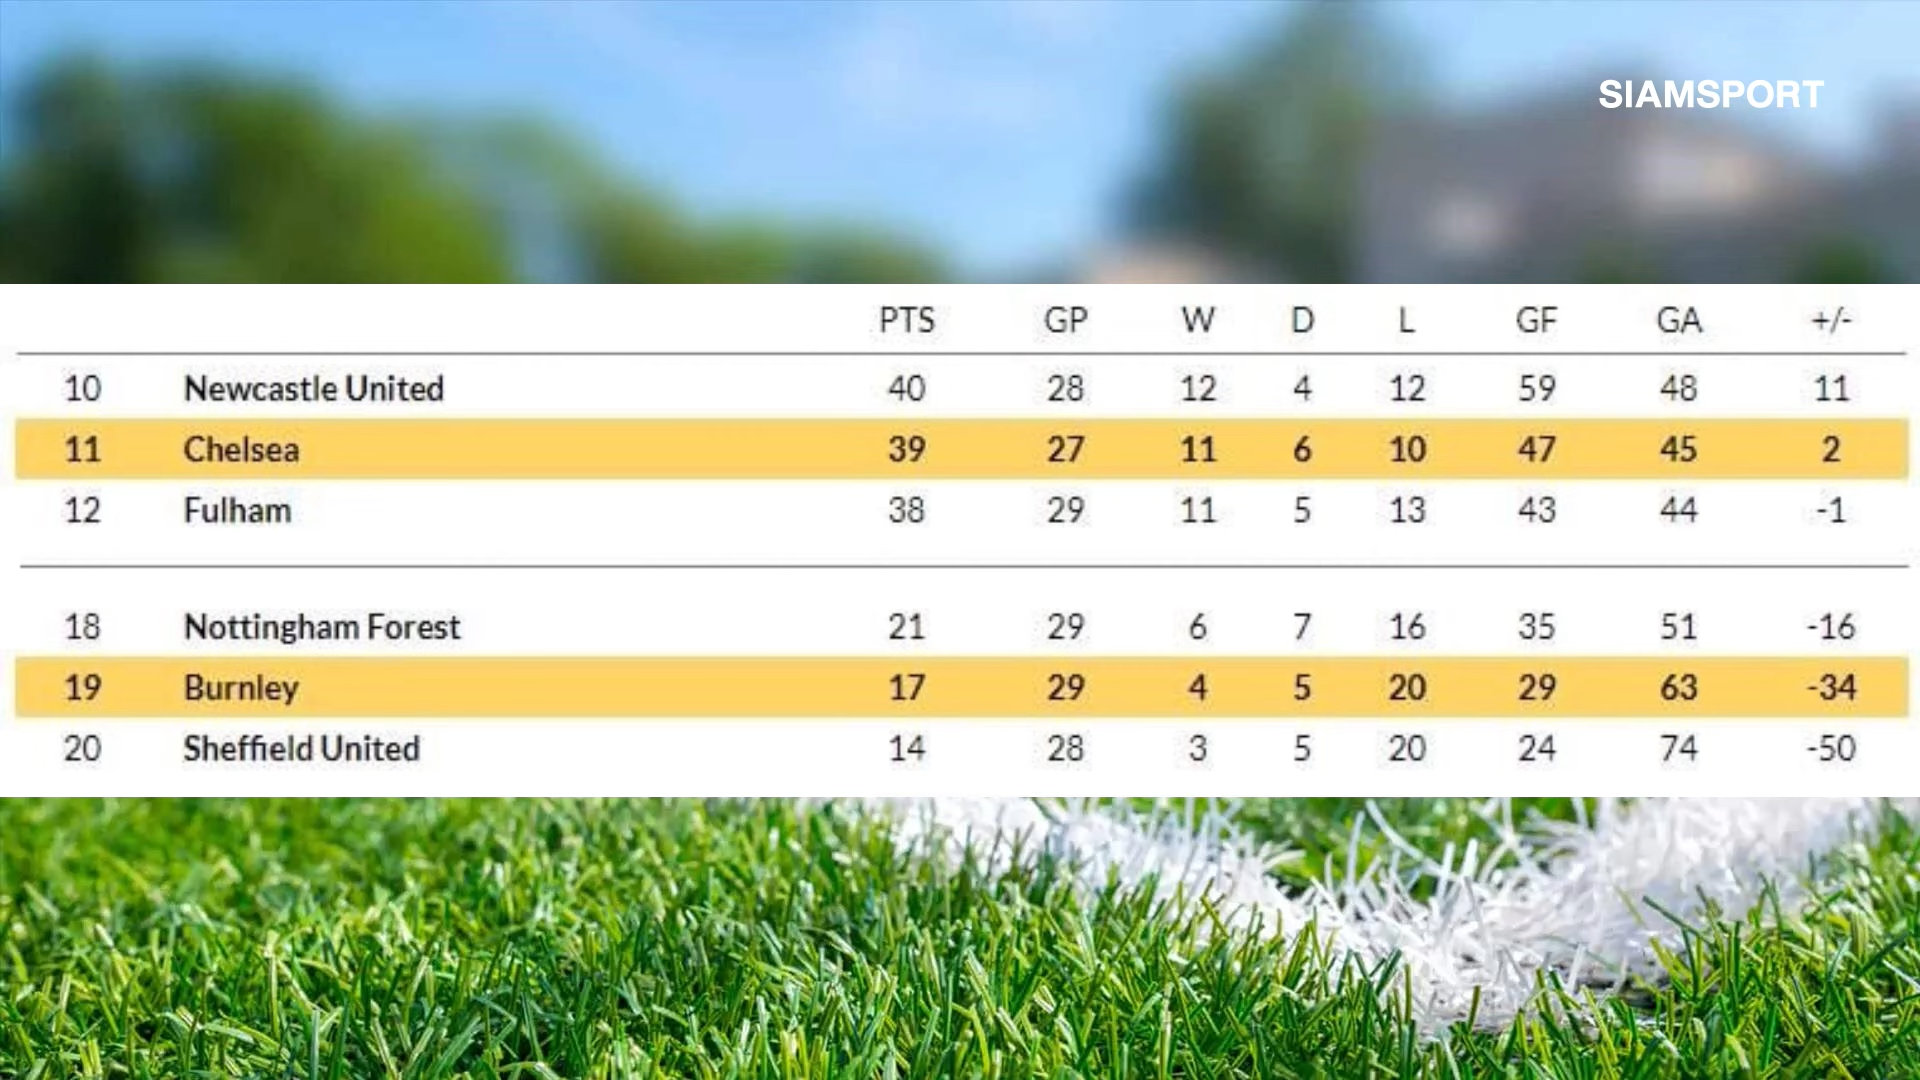 SIAMSPORT
PTS GP W D L GF GA +/-
10 Newcastle United 40 28 12 4 12 59 48 11
11 Chelsea 39 27 11 6 10 47 45 2
12 Fulham 38 29 11 5 13 43 44 -1
18 Nottingham Forest 21 29 6 7 16 35 51 -16
19 Burnley 17 29 4 5 20 29 63 -34
20 Sheffield United 14 28 3 5 20 24 74 -50